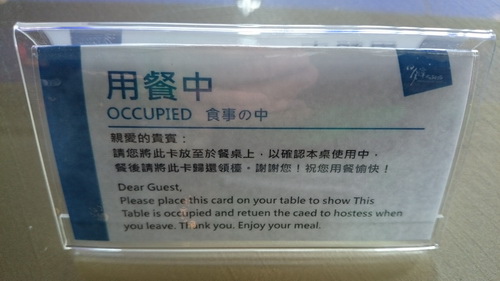 用餐中
OCCUPIED 食事の中
親愛的貴賓：
請您將此卡放至於餐桌上，以確認本桌使用中，
餐後請將此卡歸還領檯，謝謝您！祝您用餐愉快！
Dear Guest,
Please place this card on your table to show This
Table is occupied and retuen the caed to hostess when
you leave. Thank you. Enjoy your meal.